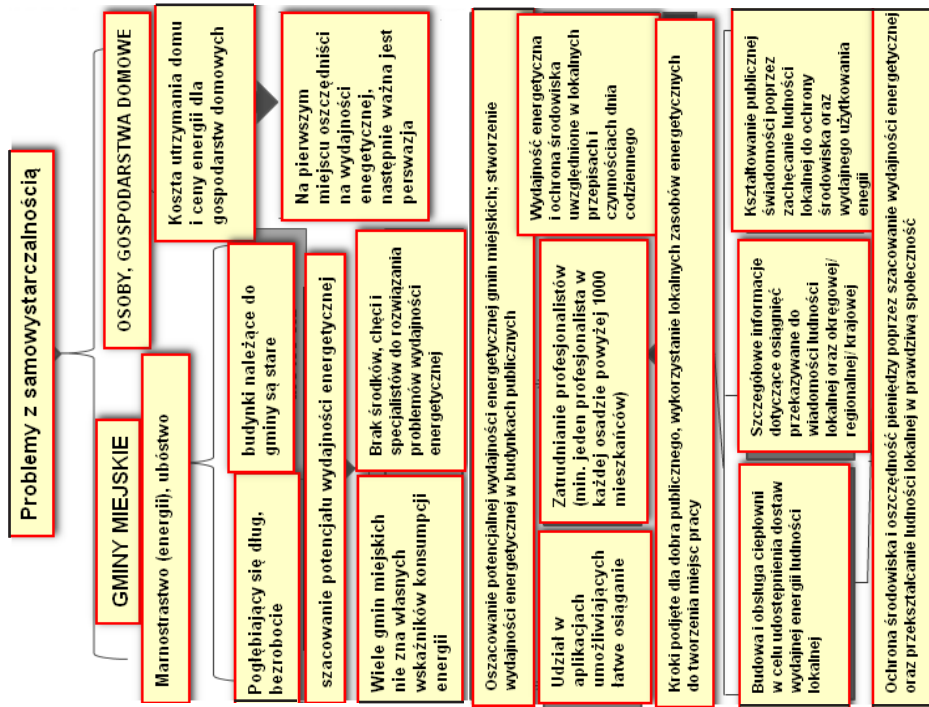 Problemy z samowystarczalnością
GMINY MIEJSKIE
OSOBY, GOSPODARSTWA DOMOWE
Marnostrastwo (energii), ubóstwo
Koszta utrzymania domu
i ceny energii dla
gospodarstw domowych
Pogłębiający się dług,
bezrobocie
budynki należące do
gminy są stare
Na pierwszym
miejscu oszczędniści
na wydajności
enegetycznej,
następnie ważna jest
perswazja
szacowanie potencjału wydajności energetycznej
Wiele gmin miejskich
nie zna własnych
wskaźników konsumpcji
energii
Brak środków, chęci i
specjalistów do rozwiązania
problemów wydajności
energetycznej
Oszacowanie potencjalnej wydajności energetycznej gmin miejskich; stworzenie
wydajności energetycznej w budynkach publicznych
Udział w
aplikacjach
umożliwiających
łatwe osiąganie
Zatrudnianie profesjonalistów
(min. jeden profesjonalista w
każdej osadzie powyżej 1000
mieszkańców)
Wydajność energetyczna
i ochrona środowiska
uwzględnione w lokalnych
przepisach i
czynnościach dnia
codziennego
Kroki podjęte dla dobra publicznego, wykorzystanie lokalnych zasobów energetycznych
do tworzenia miejsc pracy
Budowa i obsługa ciepłowni
w celu udostępnienia dostaw
wydajnej energii ludności
lokalnej
Szczegółowe informacje
dotyczące osiągnięć
przekazywane do
wiadomości ludności
lokalnej oraz okręgowej/
regionalnej/ krajowej
Kształtowanie publicznej
świadomości poprzez
zachęcanie ludności
lokalnej do ochrony
środowiska oraz
wydajnego użytkowania
enegii
Ochrona środowiska i oszczędność pieniędzy poprzez szacowanie wydajności energetycznej
oraz przekształcanie ludności lokalnej w prawdziwą społeczność